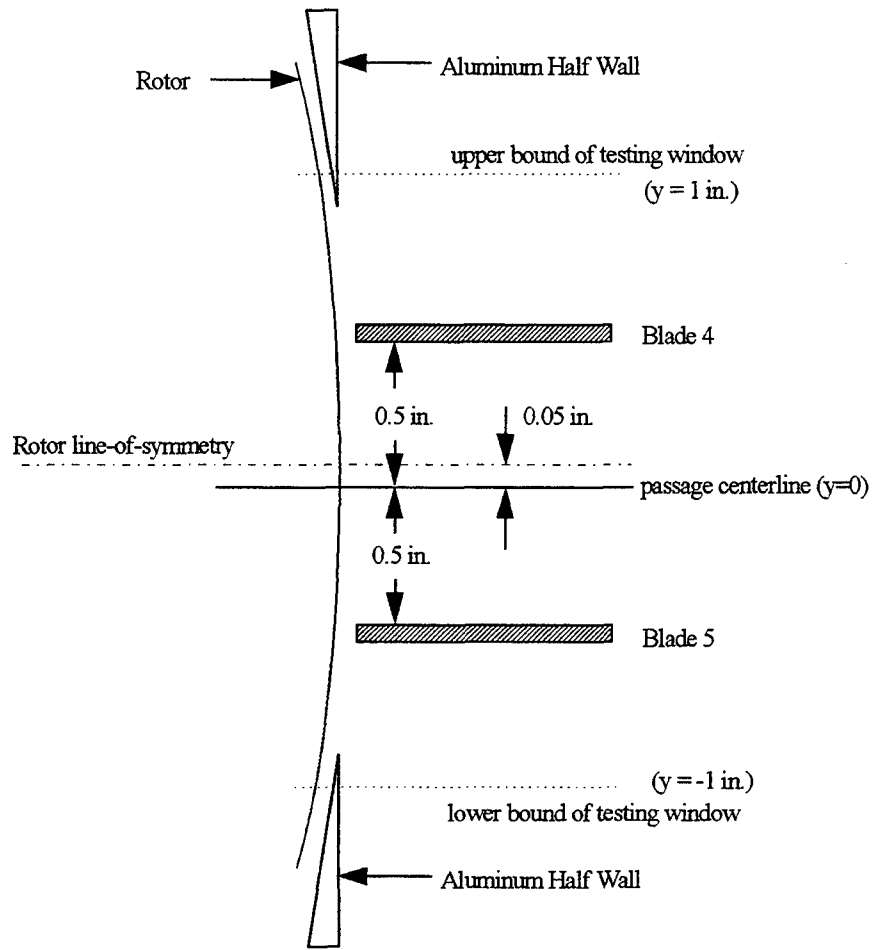 Aluminum Half Wall
Rotor
upper bound of testing window
(y = 1 in.)
Blade 4
0.5 in.
0.05 in.
Rotor line-of-symmetry
passage centerline (y=0)
0.5 in.
Blade 5
(y = -1 in.)
lower bound of testing window
Aluminum Half Wall